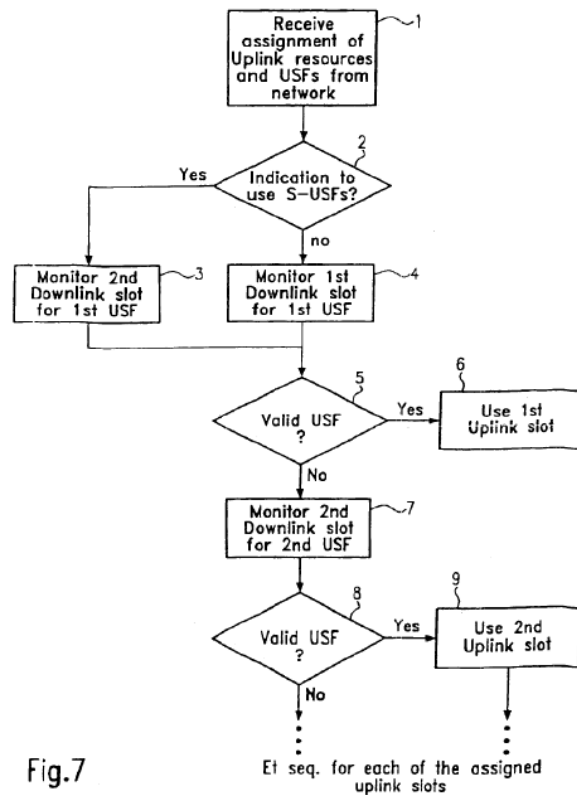 1
Receive
assignment of
Uplink resources
and USFs from
network
2
Yes
Indication to
use S-USFs?
no
3
Monitor 2nd
Downlink slot
for 1st USF
4
Monitor 1st
Downlink slot
for 1st USF
5
Valid USF
?
Yes
6
Use 1st
Uplink slot
No
7
Monitor 2nd
Downlink slot
for 2nd USF
8
Valid USF
?
Yes
9
Use 2nd
Uplink slot
No
Et seq. for each of the assigned
uplink slots
Fig.7